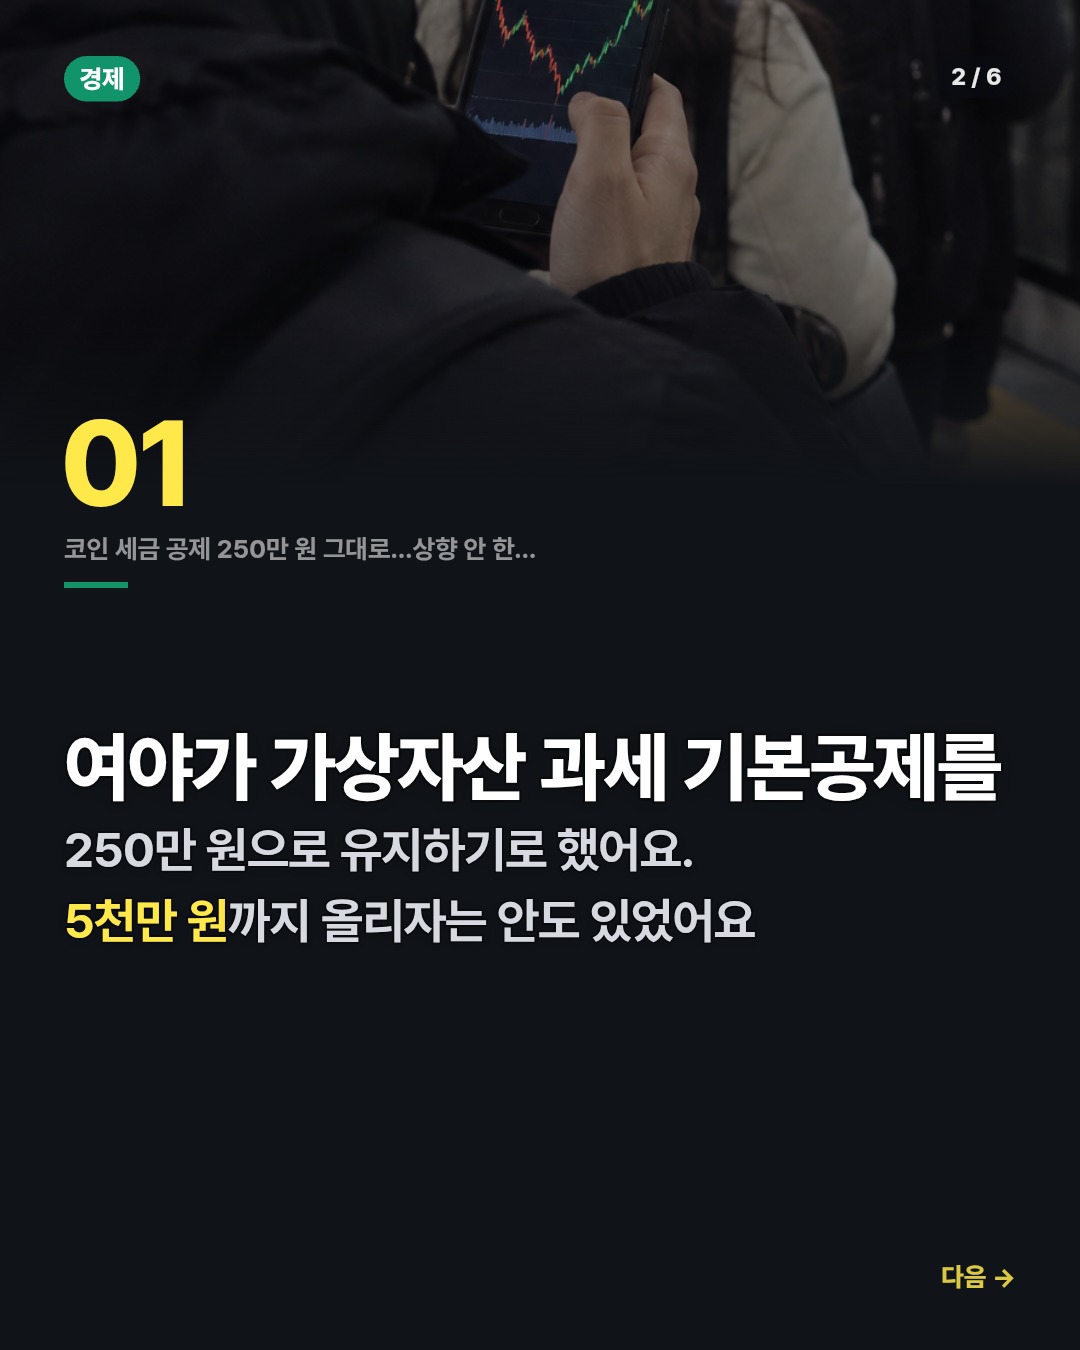 경제
2 / 6
01
코인 세금 공제 250만 원 그대로…상향 안 한…
여야가 가상자산 과세 기본공제를
250만 원으로 유지하기로 했어요.
5천만 원까지 올리자는 안도 있었어요
다음 →